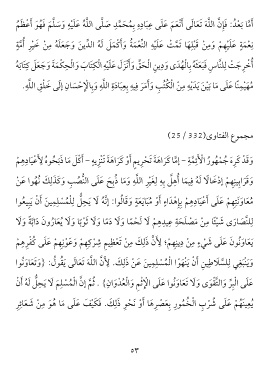 أَمَّا بَعْدُ: فَإِنَّ اللَّهَ تَعَالَى أَنْعَمَ عَلَى عِبَادِهِ بِمُحَمَّدٍ صَلَّى اللَّهُ عَلَيْهِ وَسَلَّمَ فَهُوَ أَعْظَمُ
نِعْمَةٍ عَلَيْهِمْ وَمِنْ قَبْلِهَا تَمَّتْ عَلَيْهِ النِّعْمَةُ وَأَكْمَلَ لَهُ الدِّينَ وَجَعَلَهُ مِنْ خَيْرِ أُمَّةٍ
أُخْرِجَتْ لِلنَّاسِ فَبَعَثَهُ بِالْهُدَى وَدِينِ الْحَقِّ وَأَنْزَلَ عَلَيْهِ الْكِتَابَ وَالْحِكْمَةَ وَجَعَلَ كِتَابَهُ
مُهَيْمِنًا عَلَى مَا بَيْنَ يَدَيْهِ مِنْ الْكُتُبِ وَأَمَرَ فِيهِ بِعِبَادَةِ اللَّهِ وَبِالْإِحْسَانِ إِلَى خَلْقِ اللَّهِ.
مجموع الفتاوى (332/ 25)
وَقَدْ كَرِهَ جُمْهُورُ الْأَئِمَّةِ - إمَّا كَرَاهَةَ تَحْرِيمٍ أَوْ كَرَاهَةَ تَنْزِيهٍ - أَكْلَ مَا ذَبَحُوهُ لِأَعْيَادِهِمْ
وَقَرَابِينِهِمْ إدْخَالًا لَهُ فِيمَا أُهِلَّ بِهِ لِغَيْرِ اللَّهِ وَمَا ذُبِحَ عَلَى النُّصُبِ وَكَذَلِكَ نُهُوا عَنْ
مُعَاوَنَتِهِمْ عَلَى أَعْيَادِهِمْ بِإِهْدَاءٍ أَوْ مُبَايَعَةٍ وَقَالُوا: إنَّهُ لَا يَحِلُّ لِلْمُسْلِمِينَ أَنْ يَبِيعُوا
لِلنَّصَارَى شَيْئًا مِنْ مَصْلَحَةِ عِيدِهِمْ لَا لَحْمًا وَلَا دَمًا وَلَا ثَوْبًا وَلَا يُعَارُونَ دَابَّةً وَلَا
يُعَاوَنُونَ عَلَى شَيْءٍ مِنْ دِينِهِمْ؛ لِأَنَّ ذَلِكَ مِنْ تَعْظِيمِ شِرْكِهِمْ وَعَوْنِهِمْ عَلَى كُفْرِهِمْ
وَيَنْبَغِي لِلسَّلَاطِينِ أَنْ يَنْهَوْا الْمُسْلِمِينَ عَنْ ذَلِكَ. لِأَنَّ اللَّهَ تَعَالَى يَقُولُ: {وَتَعَاوَنُوا
عَلَى الْبِرِّ وَالتَّقْوَى وَلَا تَعَاوَنُوا عَلَى الْإِثْمِ وَالْعُدْوَانِ} . ثُمَّ إنَّ الْمُسْلِمَ لَا يَحِلُّ لَهُ أَنْ
يُعِينَهُمْ عَلَى شُرْبِ الْخُمُورِ بِعَصْرِهَا أَوْ نَحْوِ ذَلِكَ. فَكَيْفَ عَلَى مَا هُوَ مِنْ شَعَائِرِ
٥٣